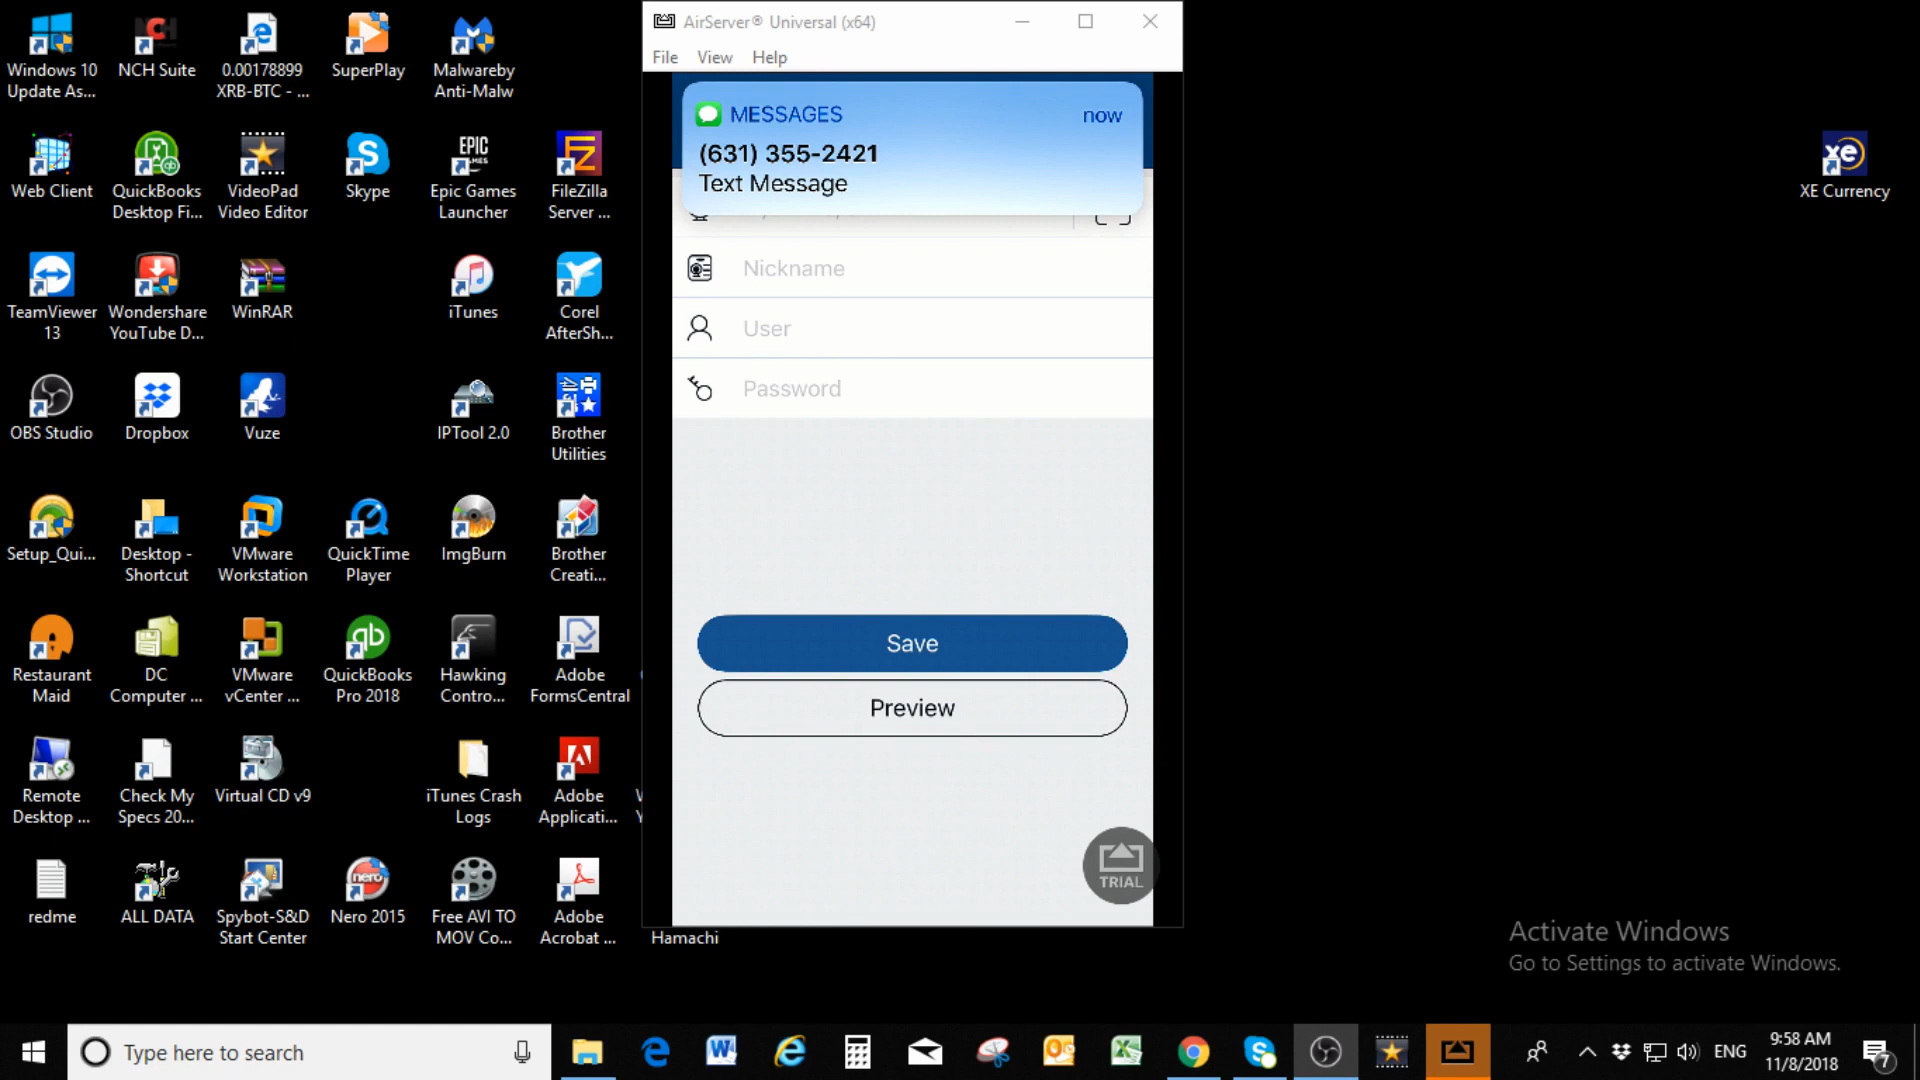 Windows 10
Update As...
NCH Suite
0.00178899
XRB-BTC - ...
SuperPlay
Malwareby
Anti-Malw
Web Client
QuickBooks
Desktop Fi...
VideoPad
Video Editor
Skype
EPIC
GAMES
Epic Games
Launcher
FileZilla
Server ...
TeamViewer
13
Wondershare
YouTube D...
WinRAR
iTunes
Corel
AfterSh...
OBS Studio
Dropbox
Vuze
IPTool 2.0
Brother
Utilities
Setup_Qui...
Desktop -
Shortcut
VMware
Workstation
QuickTime
Player
ImgBurn
Brother
Creati...
Restaurant
Maid
DC
Computer ...
VMware
vCenter ...
qb
QuickBooks
Pro 2018
Hawking
Contro...
Adobe
FormsCentral
Remote
Desktop ...
Check My
Specs 20...
Virtual CD v9
iTunes Crash
Logs
Adobe
Applicati...
redme
ALL DATA
Spybot-S&D
Start Center
nero
Nero 2015
Free AVI TO
MOV Co...
Adobe
Acrobat ...
Hamachi
AirServer® Universal (x64)
File View Help
MESSAGES now
(631) 355-2421
Text Message
Nickname
User
Password
Save
Preview
TRIAL
xe
XE Currency
Activate Windows
Go to Settings to activate Windows.
Type here to search
ENG
9:58 AM
11/8/2018
7